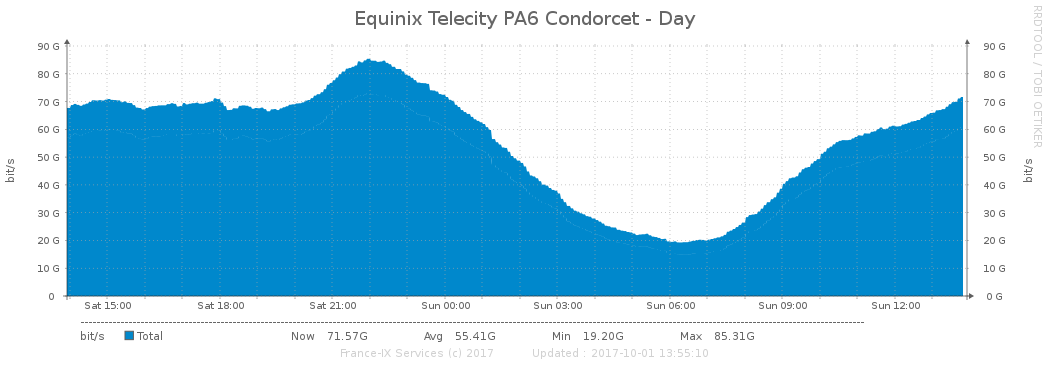 Equinix Telecity PA6 Condorcet - Day
RRDTOOL / TOBI OETIKER
90 G 90 G
80 G 80 G
70 G 70 G
60 G 60 G
50 G 50 G
40 G 40 G
30 G 30 G
20 G 20 G
10 G 10 G
0 0 G
bit/s bit/s
Sat 15:00 Sat 18:00 Sat 21:00 Sun 00:00 Sun 03:00 Sun 06:00 Sun 09:00 Sun 12:00
bit/s Total Now 71.57G Avg 55.41G Min 19.20G Max 85.31G
France-IX Services (c) 2017 Updated : 2017-10-01 13:55:10